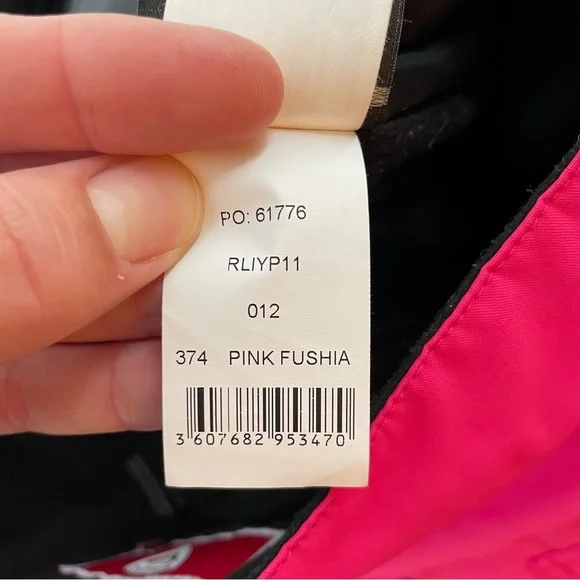 PO: 61776
RLIYP11
012
374 PINK FUSHIA
3 607682 953470